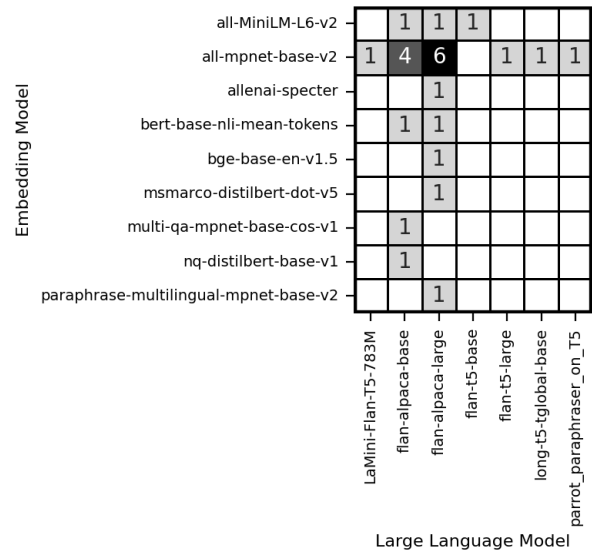 Embedding Model
all-MiniLM-L6-v2 1 1 1
all-mpnet-base-v2 1 4 6 1 1 1
allenai-specter 1
bert-base-nli-mean-tokens 1 1
bge-base-en-v1.5 1
msmarco-distilbert-dot-v5 1
multi-qa-mpnet-base-cos-v1 1
nq-distilbert-base-v1 1
paraphrase-multilingual-mpnet-base-v2 1
LaMini-Flan-T5-783M
flan-alpaca-base
flan-alpaca-large
flan-t5-base
flan-t5-large
long-t5-tglobal-base
parrot_paraphraser_on_T5
Large Language Model